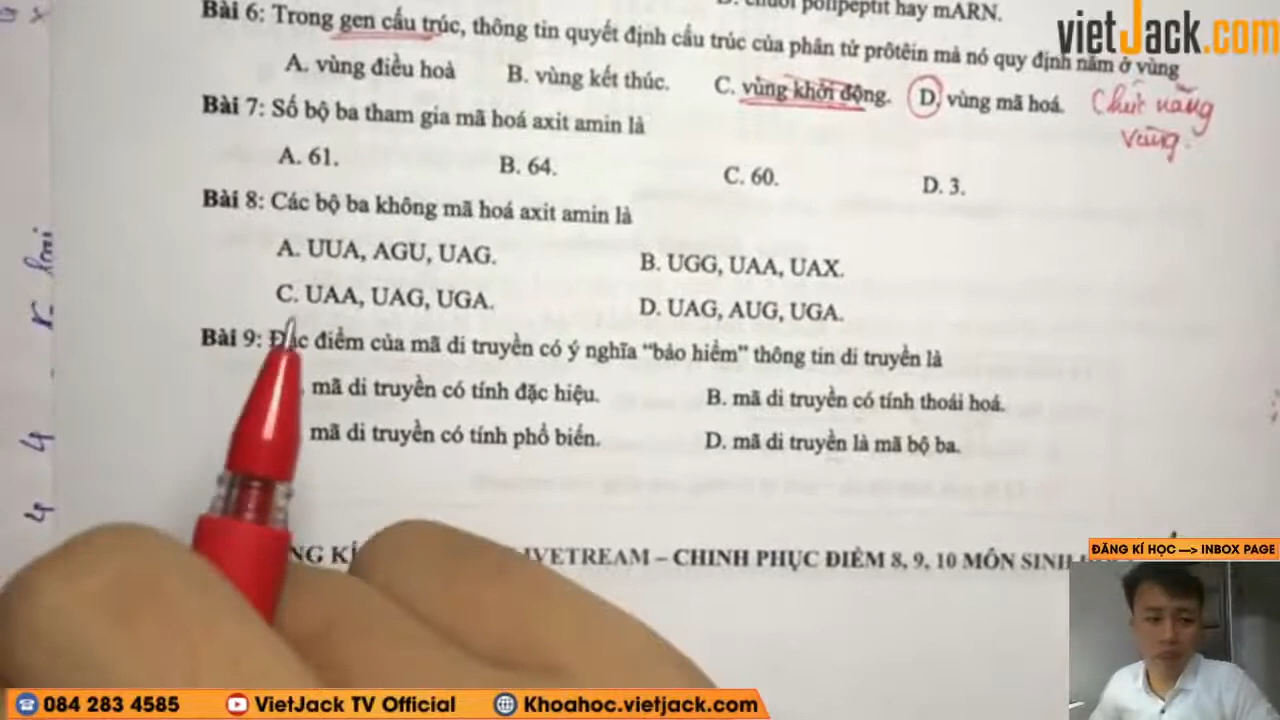 polipeptit hay mARN.
vietJack.com
Bài 6: Trong gen cấu trúc, thông tin quyết định cấu trúc của phân tử prôtêin mà nó quy định nằm ở vùng
A. vùng điều hoà B. vùng kết thúc. C. vùng khởi động. D. vùng mã hoá. Chức năng
vùng.
Bài 7: Số bộ ba tham gia mã hoá axit amin là
A. 61. B. 64. C. 60. D. 3.
Bài 8: Các bộ ba không mã hoá axit amin là
A. UUA, AGU, UAG. B. UGG, UAA, UAX.
C. UAA, UAG, UGA. D. UAG, AUG, UGA.
Bài 9: Đặc điểm của mã di truyền có ý nghĩa "bảo hiểm" thông tin di truyền là
mã di truyền có tính đặc hiệu. B. mã di truyền có tính thoái hoá.
mã di truyền có tính phổ biến. D. mã di truyền là mã bộ ba.
– CHINH PHỤC ĐIỂM 8, 9, 10 MÔN SINH
ĐĂNG KÍ HỌC —> INBOX PAGE
084 283 4585 VietJack TV Official Khoahoc.vietjack.com